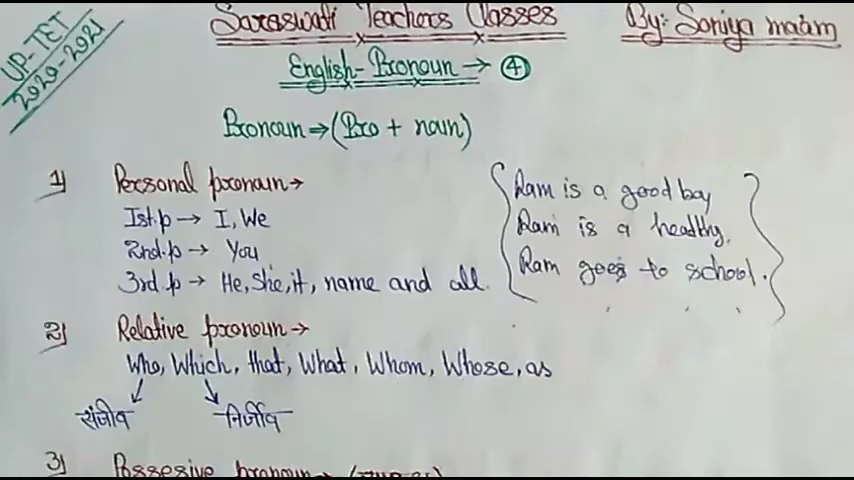 Saraswati Teachers Classes
By: Soniya maam
UP-TET
2020-2021
English-Pronoun → 4
Pronoun ⇒ (Pro + noun)
1) Personal pronoun →
Ist.p → I, We
2nd.p → You
3rd.p → He, She, it, name and all.
Ram is a good boy
Ram is a healthy.
Ram goes to school.
2) Relative pronoun →
Who, Which, that, What, Whom, Whose, as
संजीव
निर्जीव
3) Possesive pronoun →